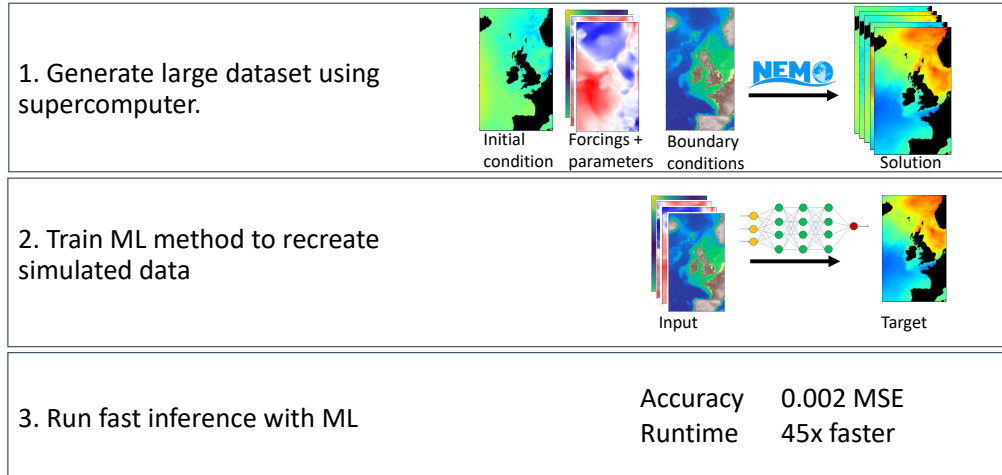 1. Generate large dataset using
supercomputer.
NEMO
Initial
condition
Forcings +
parameters
Boundary
conditions
Solution
2. Train ML method to recreate
simulated data
Input
Target
3. Run fast inference with ML
Accuracy 0.002 MSE
Runtime 45x faster